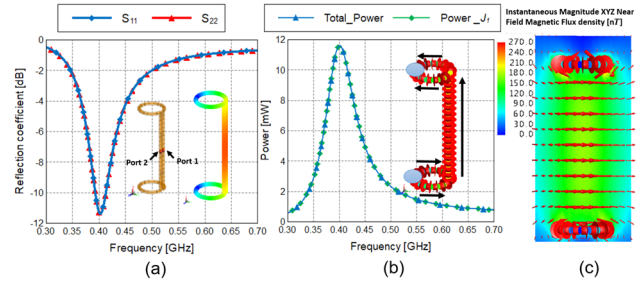 S11 S22
Reflection coefficient [dB]
0
-2
-4
-6
-8
-10
-12
Port 2
Port 1
0.30 0.35 0.40 0.45 0.50 0.55 0.60 0.65 0.70
Frequency [GHz]
(a)
Total_Power Power _J1
Power [mW]
12
10
8
6
4
2
0
0.30 0.35 0.40 0.45 0.50 0.55 0.60 0.65 0.70
Frequency [GHz]
(b)
Instantaneous Magnitude XYZ Near
Field Magnetic Flux density [nT]
270.0
240.0
210.0
180.0
150.0
120.0
90.0
60.0
30.0
0.0
(c)